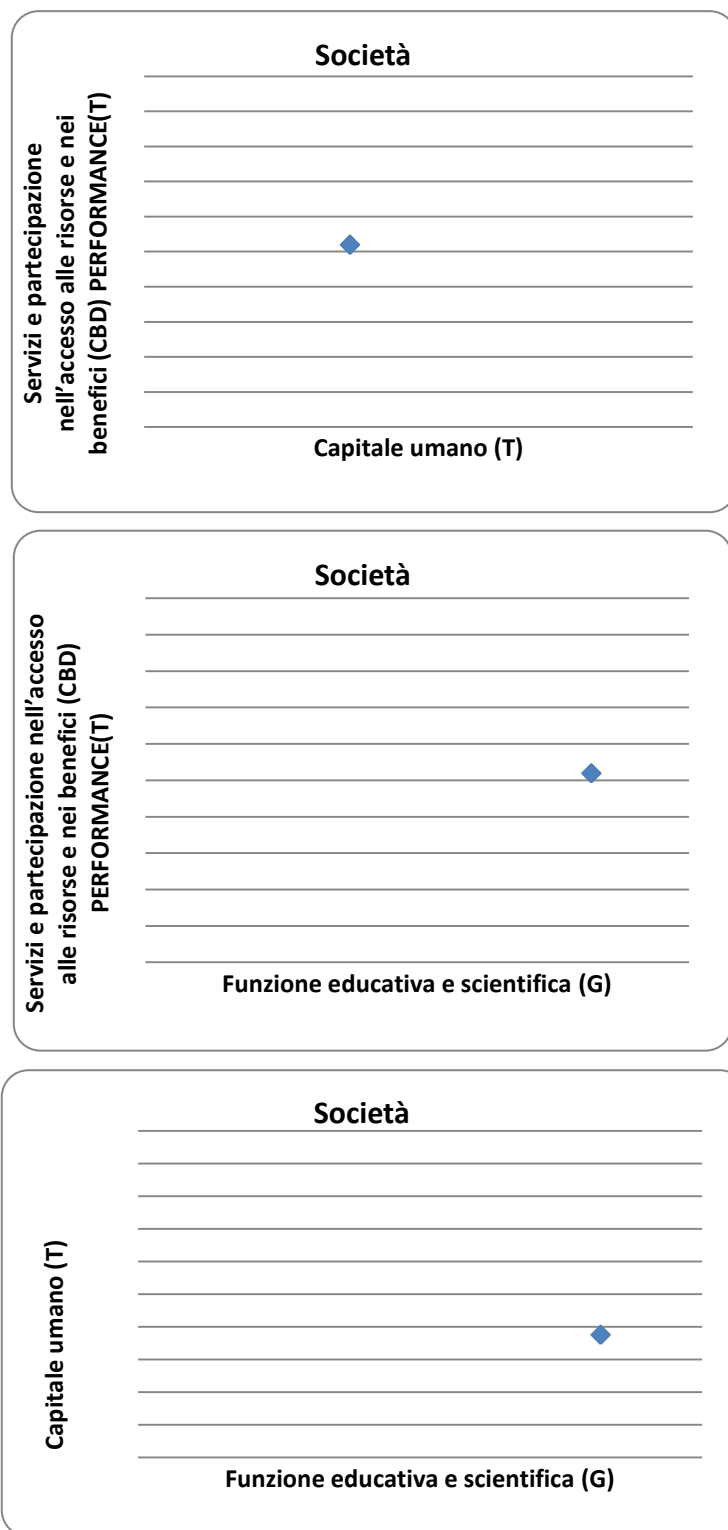 Società
Servizi e partecipazione
nell’accesso alle risorse e nei
benefici (CBD) PERFORMANCE(T)
Capitale umano (T)
Società
Servizi e partecipazione nell’accesso
alle risorse e nei benefici (CBD)
PERFORMANCE(T)
Funzione educativa e scientifica (G)
Società
Capitale umano (T)
Funzione educativa e scientifica (G)